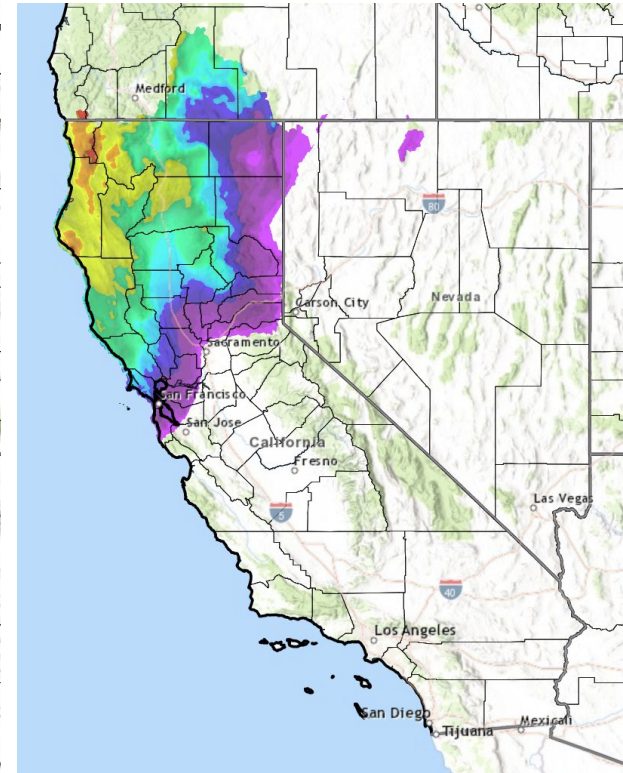 Medford
80
Carson City
Nevada
Sacramento
San Francisco
San Jose
California
Fresno
Las Vegas
5
40
Los Angeles
San Diego
Mexicali
Tijuana